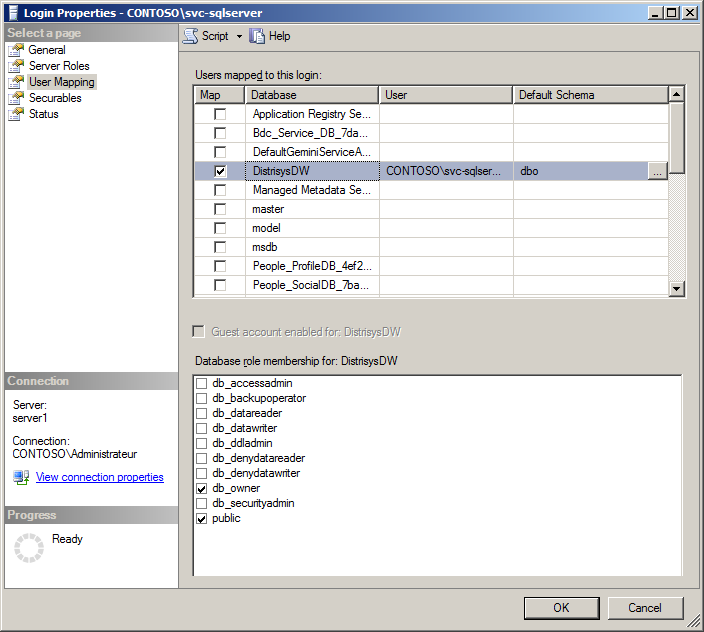 Login Properties - CONTOSO\svc-sqlserver
Select a page
General
Server Roles
User Mapping
Securables
Status
Script
Help
Users mapped to this login:
Map Database User Default Schema
Application Registry Se...
Bdc_Service_DB_7da...
DefaultGeminiServiceA...
DistrisysDW CONTOSO\svc-sqlser... dbo ...
Managed Metadata Se...
master
model
msdb
People_ProfileDB_4ef2...
People_SocialDB_7ba...
Guest account enabled for: DistrisysDW
Database role membership for: DistrisysDW
db_accessadmin
db_backupoperator
db_datareader
db_datawriter
db_ddladmin
db_denydatareader
db_denydatawriter
db_owner
db_securityadmin
public
Connection
Server:
server1
Connection:
CONTOSO\Administrateur
View connection properties
Progress
Ready
OK Cancel